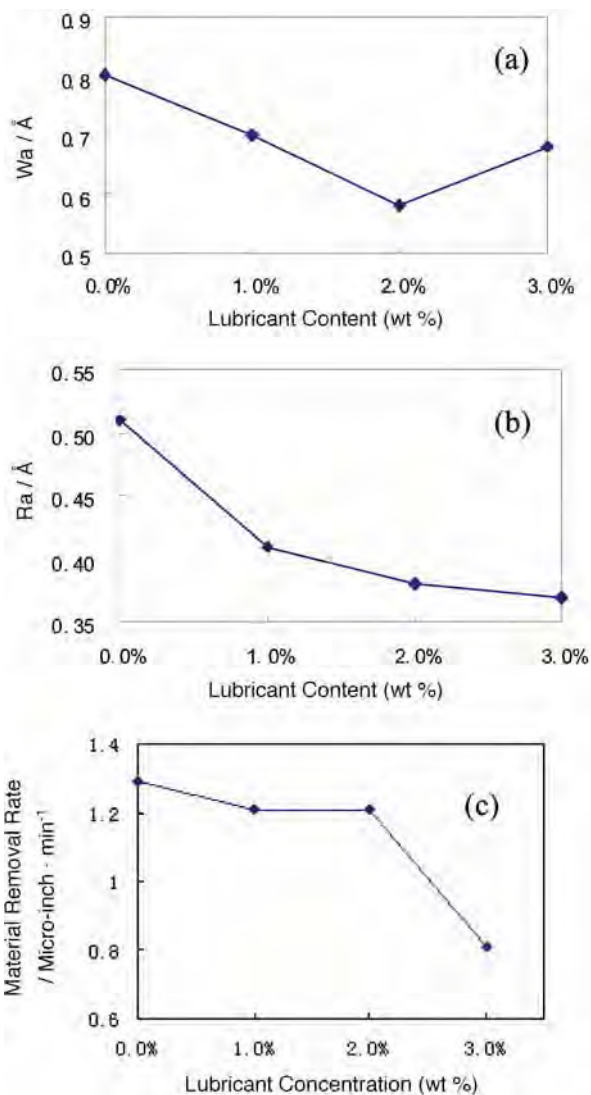 0.9
0.8
0.7
0.6
0.5
Wa / Å
(a)
0.0% 1.0% 2.0% 3.0%
Lubricant Content (wt %)
0.55
0.50
0.45
0.40
0.35
Ra / Å
(b)
0.0% 1.0% 2.0% 3.0%
Lubricant Content (wt %)
1.4
1.2
1
0.8
0.6
Material Removal Rate
/ Micro-inch · min⁻¹
(c)
0.0% 1.0% 2.0% 3.0%
Lubricant Concentration (wt %)